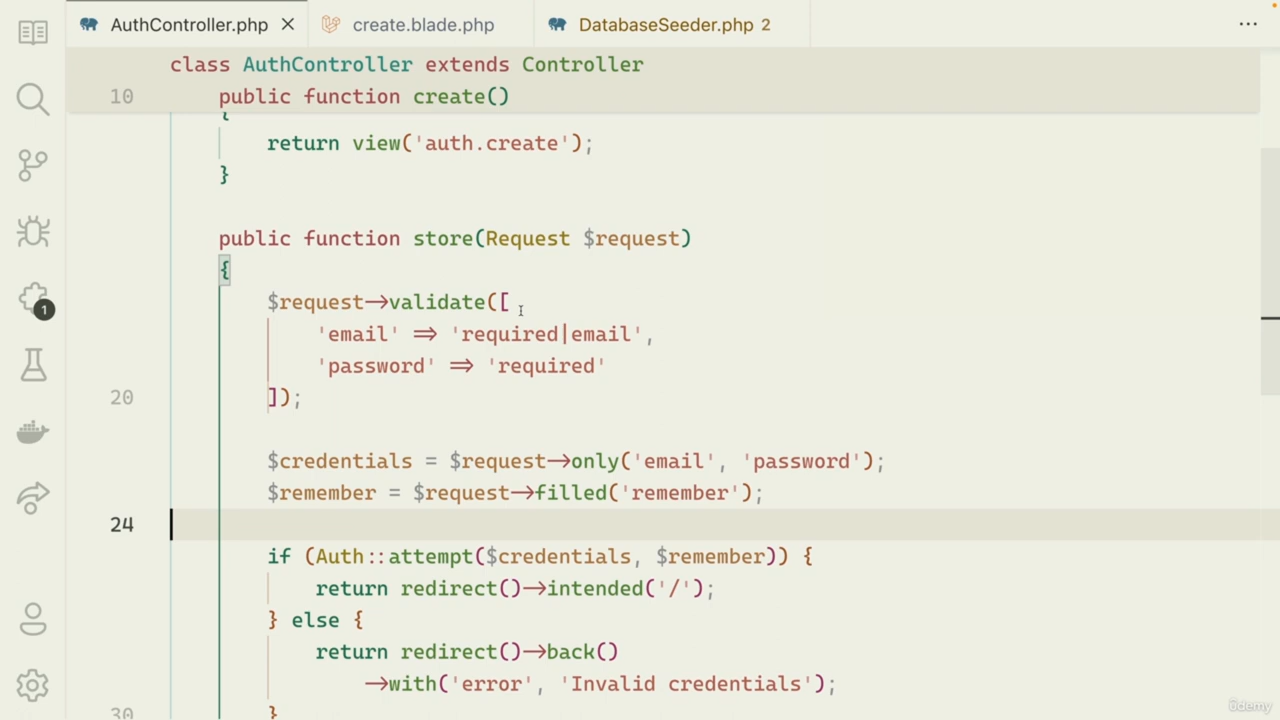 AuthController.php
create.blade.php
DatabaseSeeder.php 2
class AuthController extends Controller
10 public function create()
{
return view('auth.create');
}
public function store(Request $request)
{
$request->validate([
'email' => 'required|email',
'password' => 'required'
20 ]);
$credentials = $request->only('email', 'password');
$remember = $request->filled('remember');
24
if (Auth::attempt($credentials, $remember)) {
return redirect()->intended('/');
} else {
return redirect()->back()
->with('error', 'Invalid credentials');
30 }
1
udemy